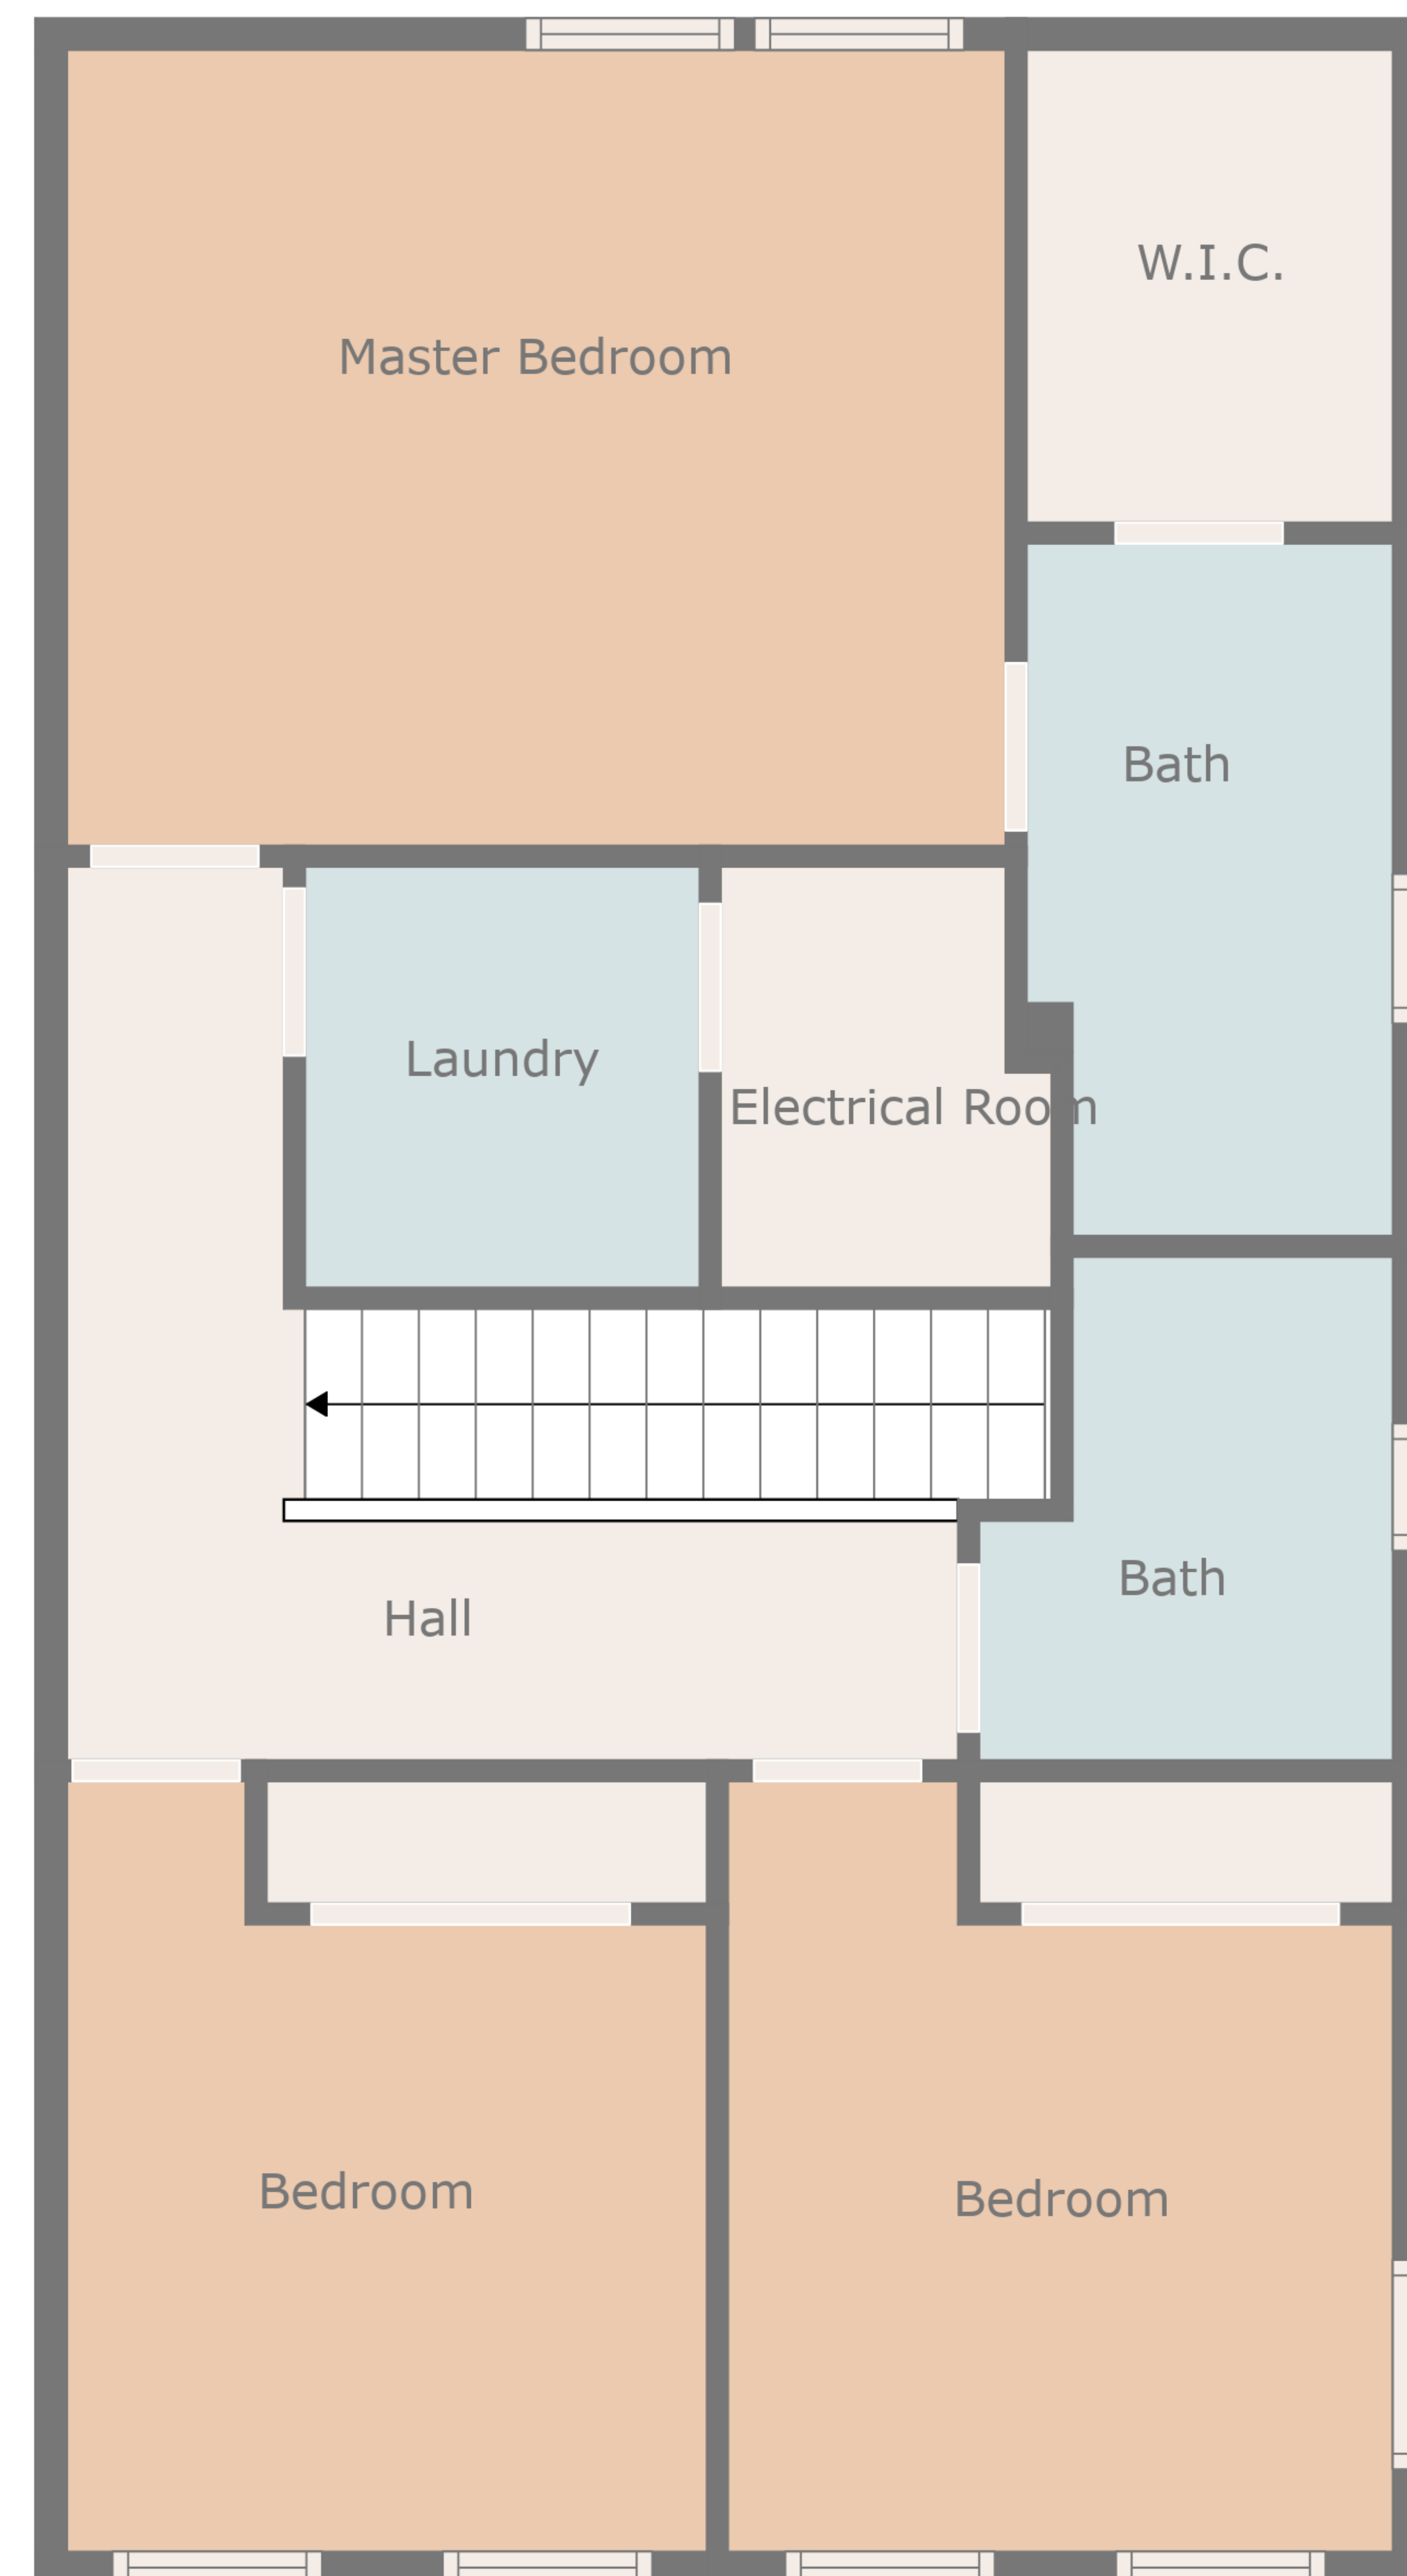 W.I.C.
Master Bedroom
Bath
Laundry
Electrical Room
Bath
Hall
Bedroom
Bedroom